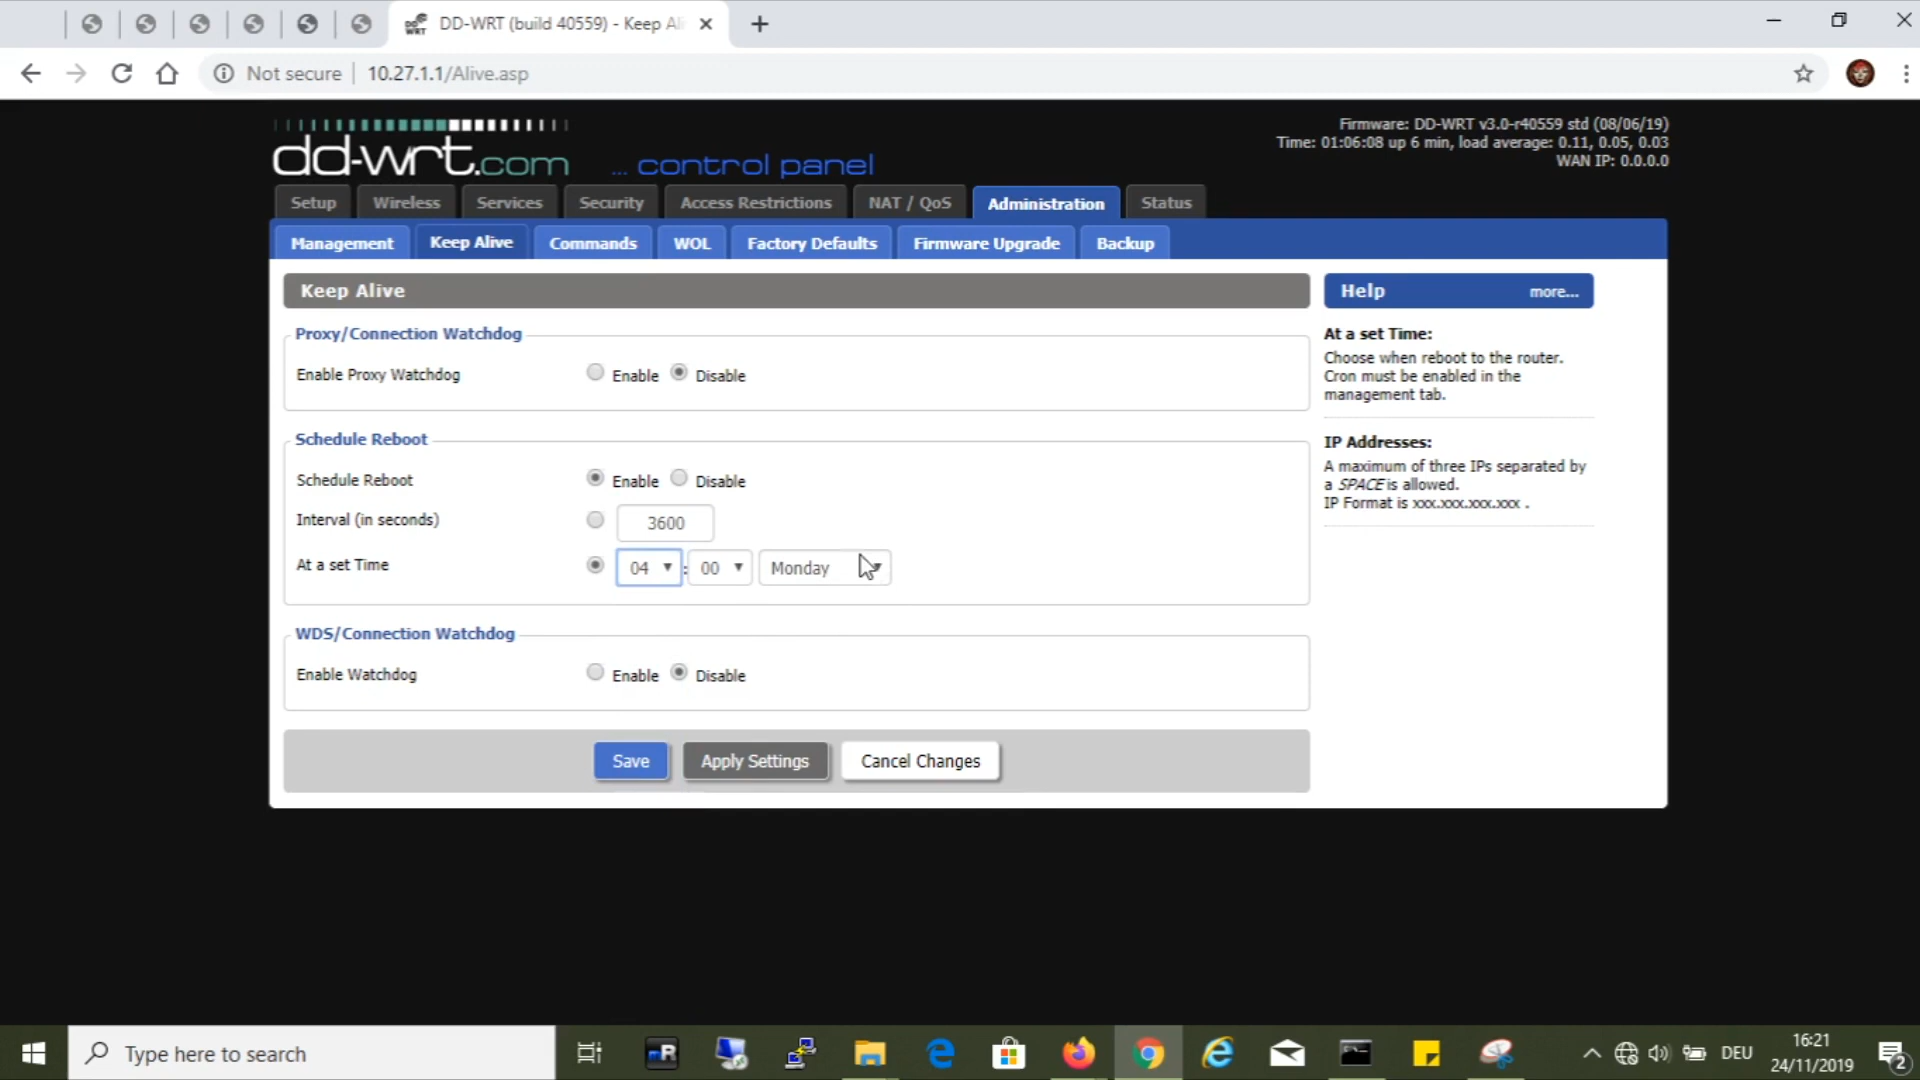 DD-WRT (build 40559) - Keep Ali
Not secure
10.27.1.1/Alive.asp
dd-wrt.com
... control panel
Firmware: DD-WRT v3.0-r40559 std (08/06/19)
Time: 01:06:08 up 6 min, load average: 0.11, 0.05, 0.03
WAN IP: 0.0.0.0
Setup
Wireless
Services
Security
Access Restrictions
NAT / QoS
Administration
Status
Management
Keep Alive
Commands
WOL
Factory Defaults
Firmware Upgrade
Backup
Keep Alive
Proxy/Connection Watchdog
Enable Proxy Watchdog
Enable
Disable
Schedule Reboot
Schedule Reboot
Enable
Disable
Interval (in seconds)
3600
At a set Time
04
:
00
Monday
WDS/Connection Watchdog
Enable Watchdog
Enable
Disable
Save
Apply Settings
Cancel Changes
Help
more...
At a set Time:
Choose when reboot to the router.
Cron must be enabled in the
management tab.
IP Addresses:
A maximum of three IPs separated by
a SPACE is allowed.
IP Format is xxx.xxx.xxx.xxx .
Type here to search
DEU
16:21
24/11/2019
2